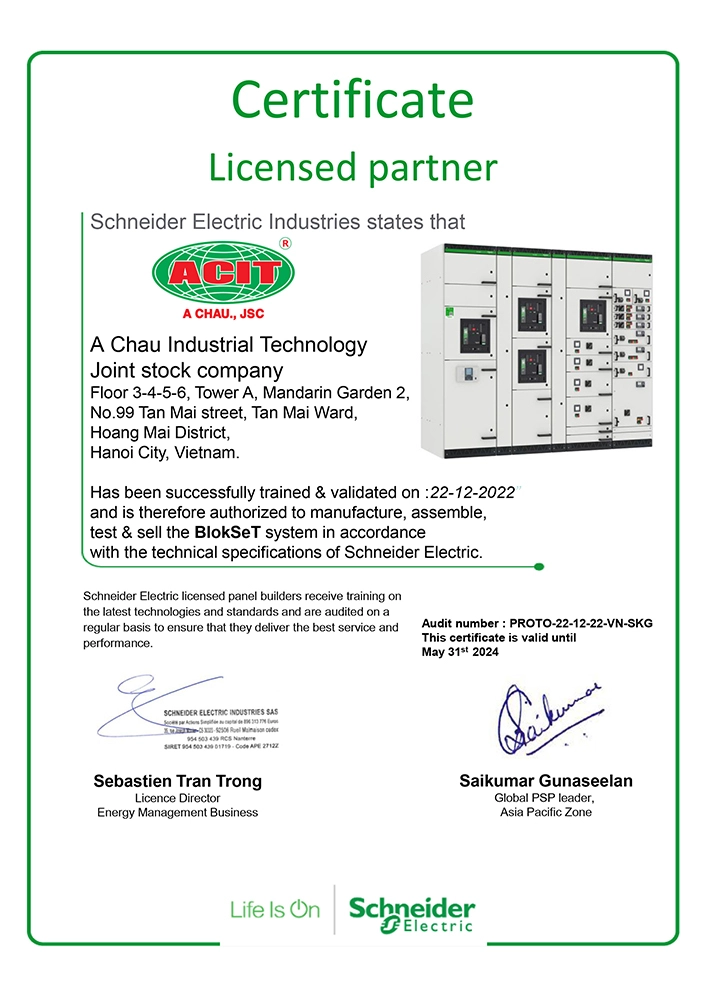 Certificate
Licensed partner
Schneider Electric Industries states that
ACIT ®
A CHAU., JSC
A Chau Industrial Technology
Joint stock company
Floor 3-4-5-6, Tower A, Mandarin Garden 2,
No.99 Tan Mai street, Tan Mai Ward,
Hoang Mai District,
Hanoi City, Vietnam.
Has been successfully trained & validated on :22-12-2022"
and is therefore authorized to manufacture, assemble,
test & sell the BlokSeT system in accordance
with the technical specifications of Schneider Electric.
Schneider Electric licensed panel builders receive training on
the latest technologies and standards and are audited on a
regular basis to ensure that they deliver the best service and
performance.
Audit number : PROTO-22-12-22-VN-SKG
This certificate is valid until
May 31st 2024
SCHNEIDER ELECTRIC INDUSTRIES SAS
Société par Actions Simplifiée au capital de 896 313 776 Euros
92506 Rueil Malmaison cedex
954 503 439 RCS Nanterre
SIRET 954 503 439 01719 - Code APE 2712Z
Saikumar
Sebastien Tran Trong
Licence Director
Energy Management Business
Saikumar Gunaseelan
Global PSP leader,
Asia Pacific Zone
Life Is On
Schneider
Electric